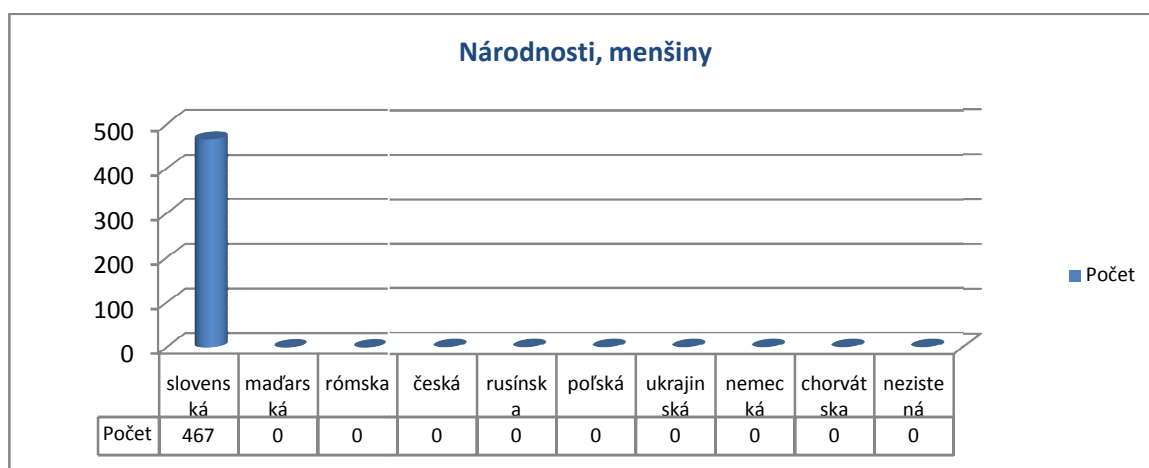 Národnosti, menšiny
500
400
300
200
100
0
Počet
slovens maďars rómska česká rusínsk poľská ukrajin nemec chorvát neziste
ká ká a ská ká ska ná
Počet 467 0 0 0 0 0 0 0 0 0